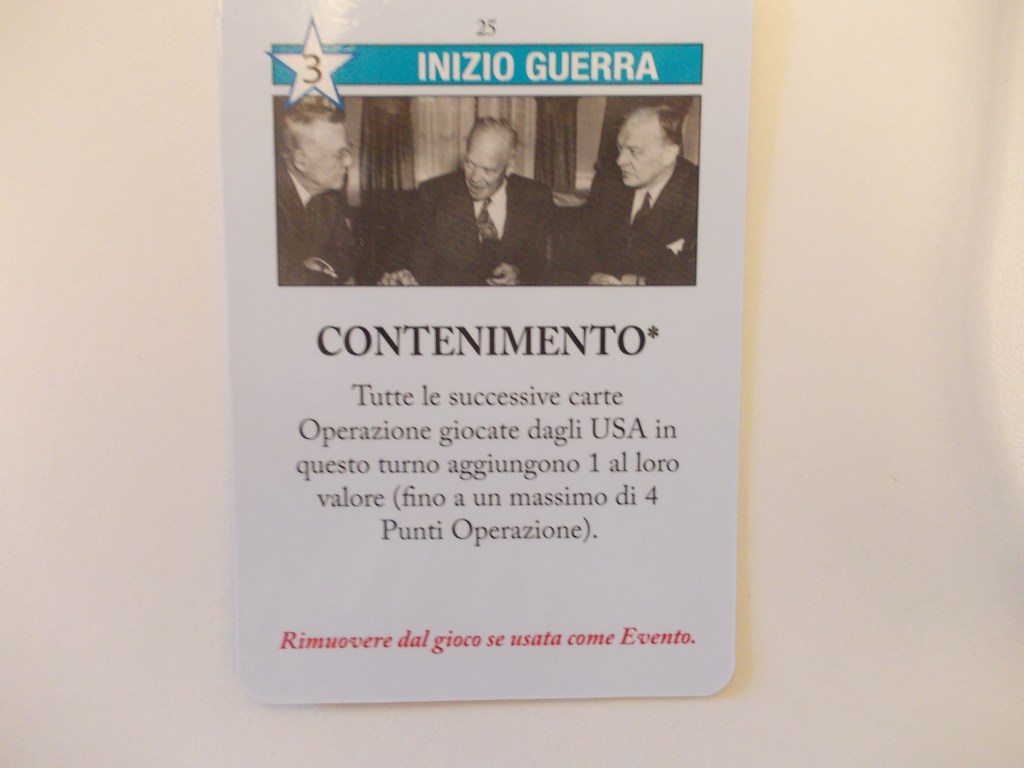 25
3
INIZIO GUERRA
CONTENIMENTO*
Tutte le successive carte
Operazione giocate dagli USA in
questo turno aggiungono 1 al loro
valore (fino a un massimo di 4
Punti Operazione).
Rimuovere dal gioco se usata come Evento.